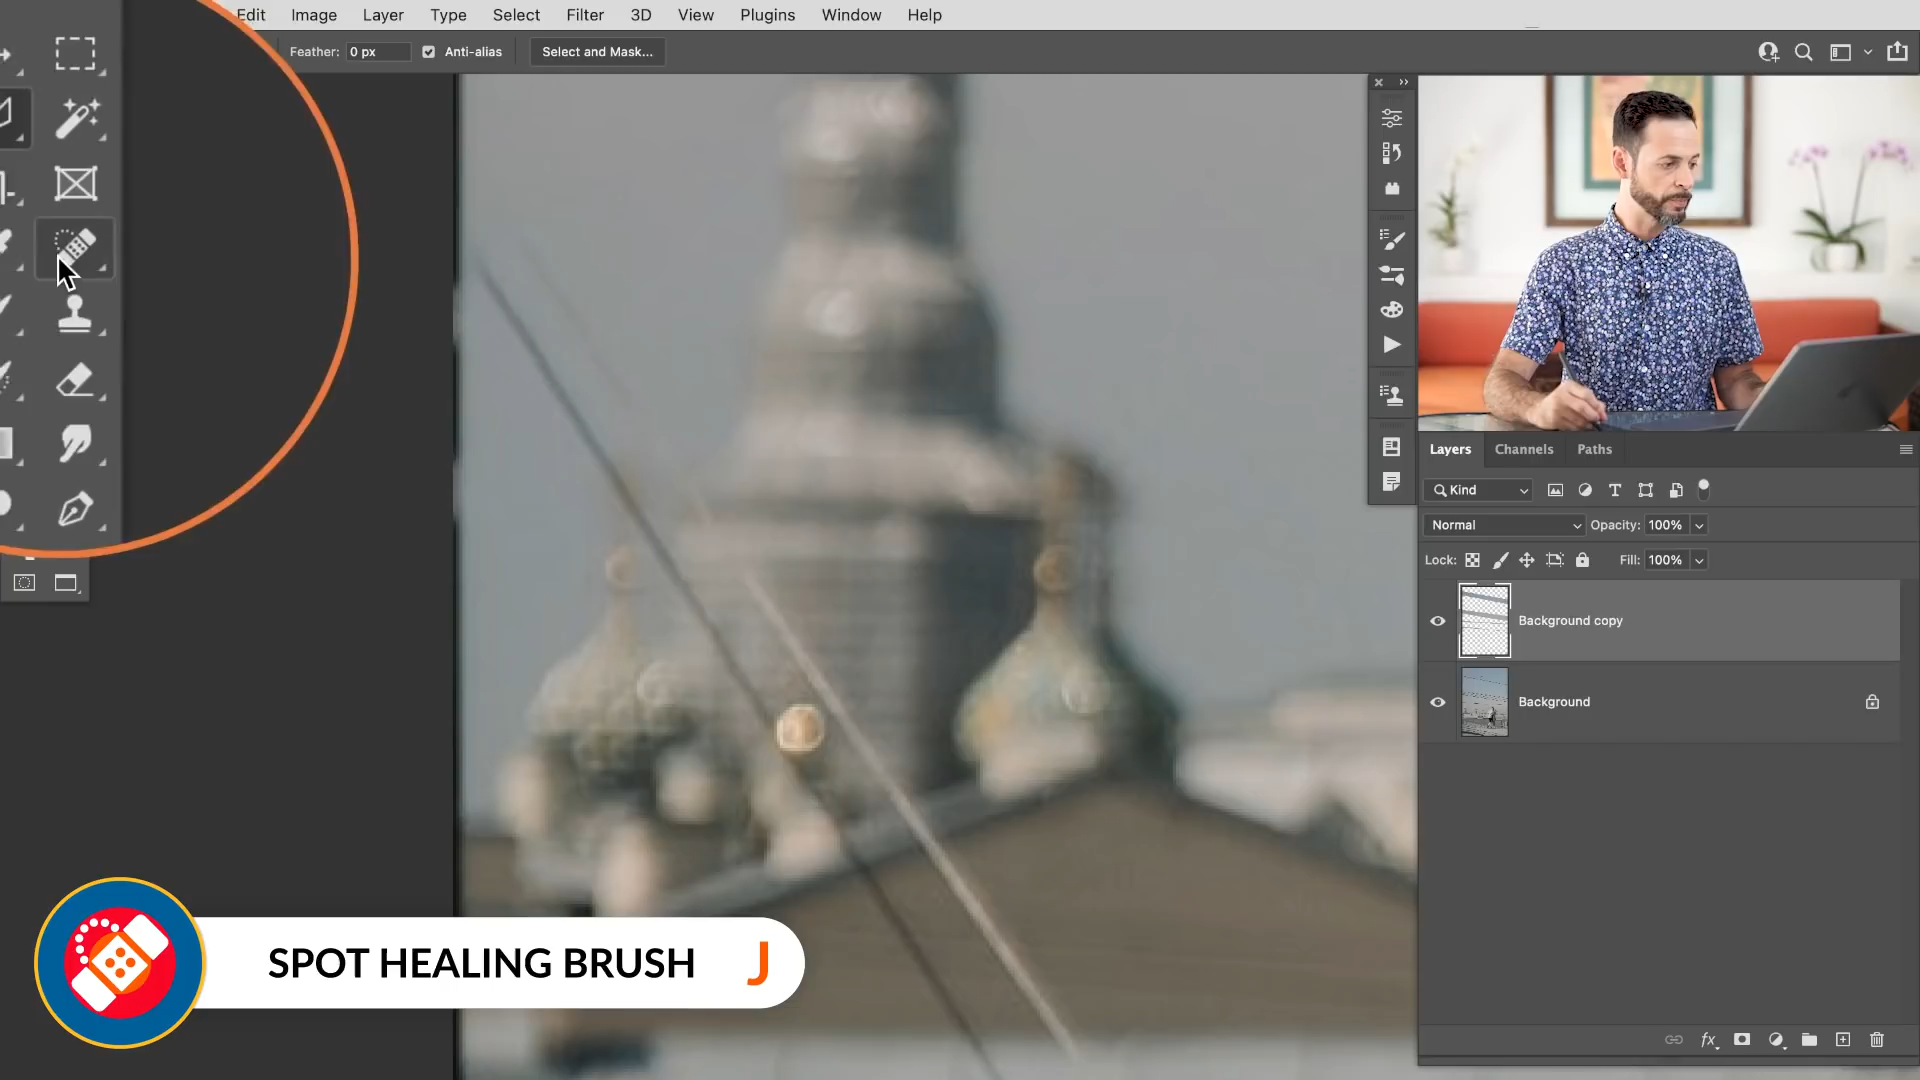 Edit Image Layer Type Select Filter 3D View Plugins Window Help
Feather: 0 px Anti-alias Select and Mask...
Layers Channels Paths
Kind
Normal Opacity: 100%
Lock: Fill: 100%
Background copy
Background
fx
SPOT HEALING BRUSH J